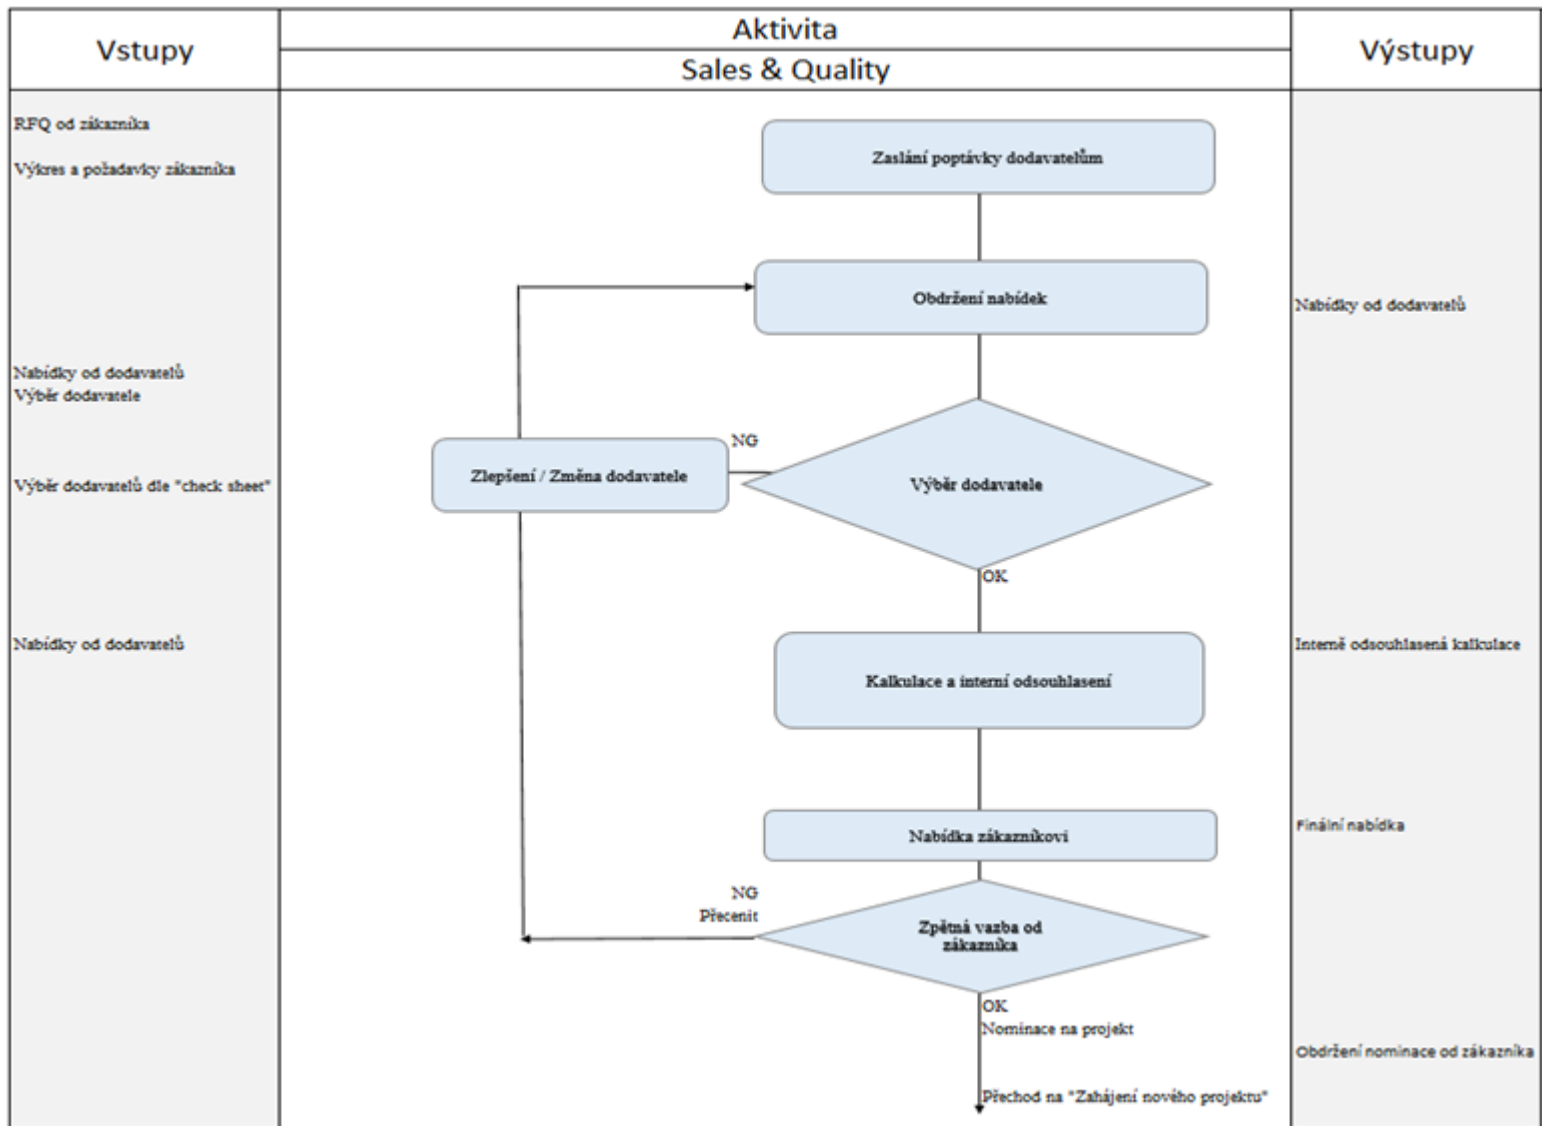 Vstupy
Aktivita
Sales & Quality
Výstupy
RFQ od zákazníka
Výkres a požadavky zákazníka
Zaslání poptávky dodavatelům
Obdržení nabídek
Nabídky od dodavatelů
Nabídky od dodavatelů
Výběr dodavatele
NG
Zlepšení / Změna dodavatele
Výběr dodavatele
Výběr dodavatelů dle "check sheet"
OK
Nabídky od dodavatelů
Interně odsouhlasená kalkulace
Kalkulace a interní odsouhlasení
Nabídka zákazníkovi
Finální nabídka
NG
Přecenit
Zpětná vazba od
zákazníka
OK
Nominace na projekt
Obdržení nominace od zákazníka
Přechod na "Zahájení nového projektu"